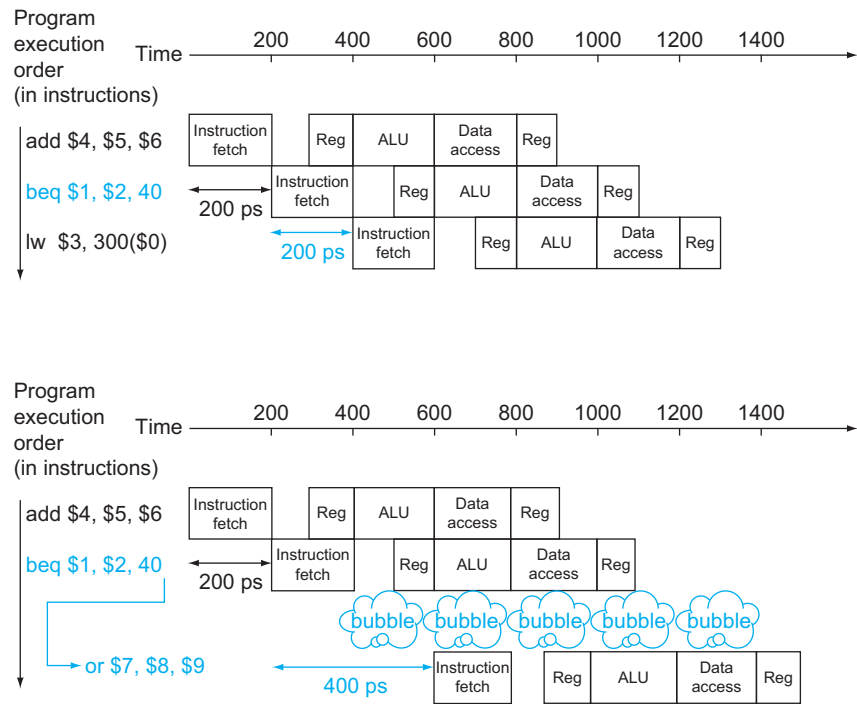 Program
execution
order
(in instructions)
Time
200 400 600 800 1000 1200 1400
add $4, $5, $6
Instruction
fetch
Reg
ALU
Data
access
Reg
beq $1, $2, 40
200 ps
Instruction
fetch
Reg
ALU
Data
access
Reg
lw $3, 300($0)
200 ps
Instruction
fetch
Reg
ALU
Data
access
Reg
Program
execution
order
(in instructions)
Time
200 400 600 800 1000 1200 1400
add $4, $5, $6
Instruction
fetch
Reg
ALU
Data
access
Reg
beq $1, $2, 40
200 ps
Instruction
fetch
Reg
ALU
Data
access
Reg
bubble bubble bubble bubble bubble
or $7, $8, $9
400 ps
Instruction
fetch
Reg
ALU
Data
access
Reg